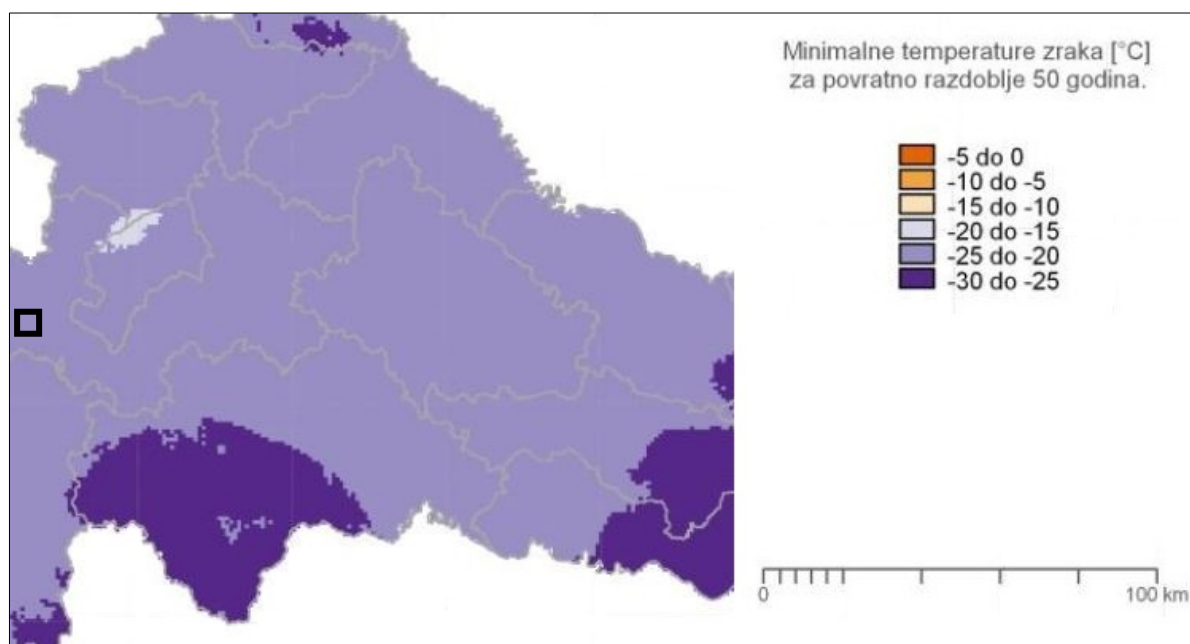 Minimalne temperature zraka [°C]
za povratno razdoblje 50 godina.
-5 do 0
-10 do -5
-15 do -10
-20 do -15
-25 do -20
-30 do -25
0
100 km